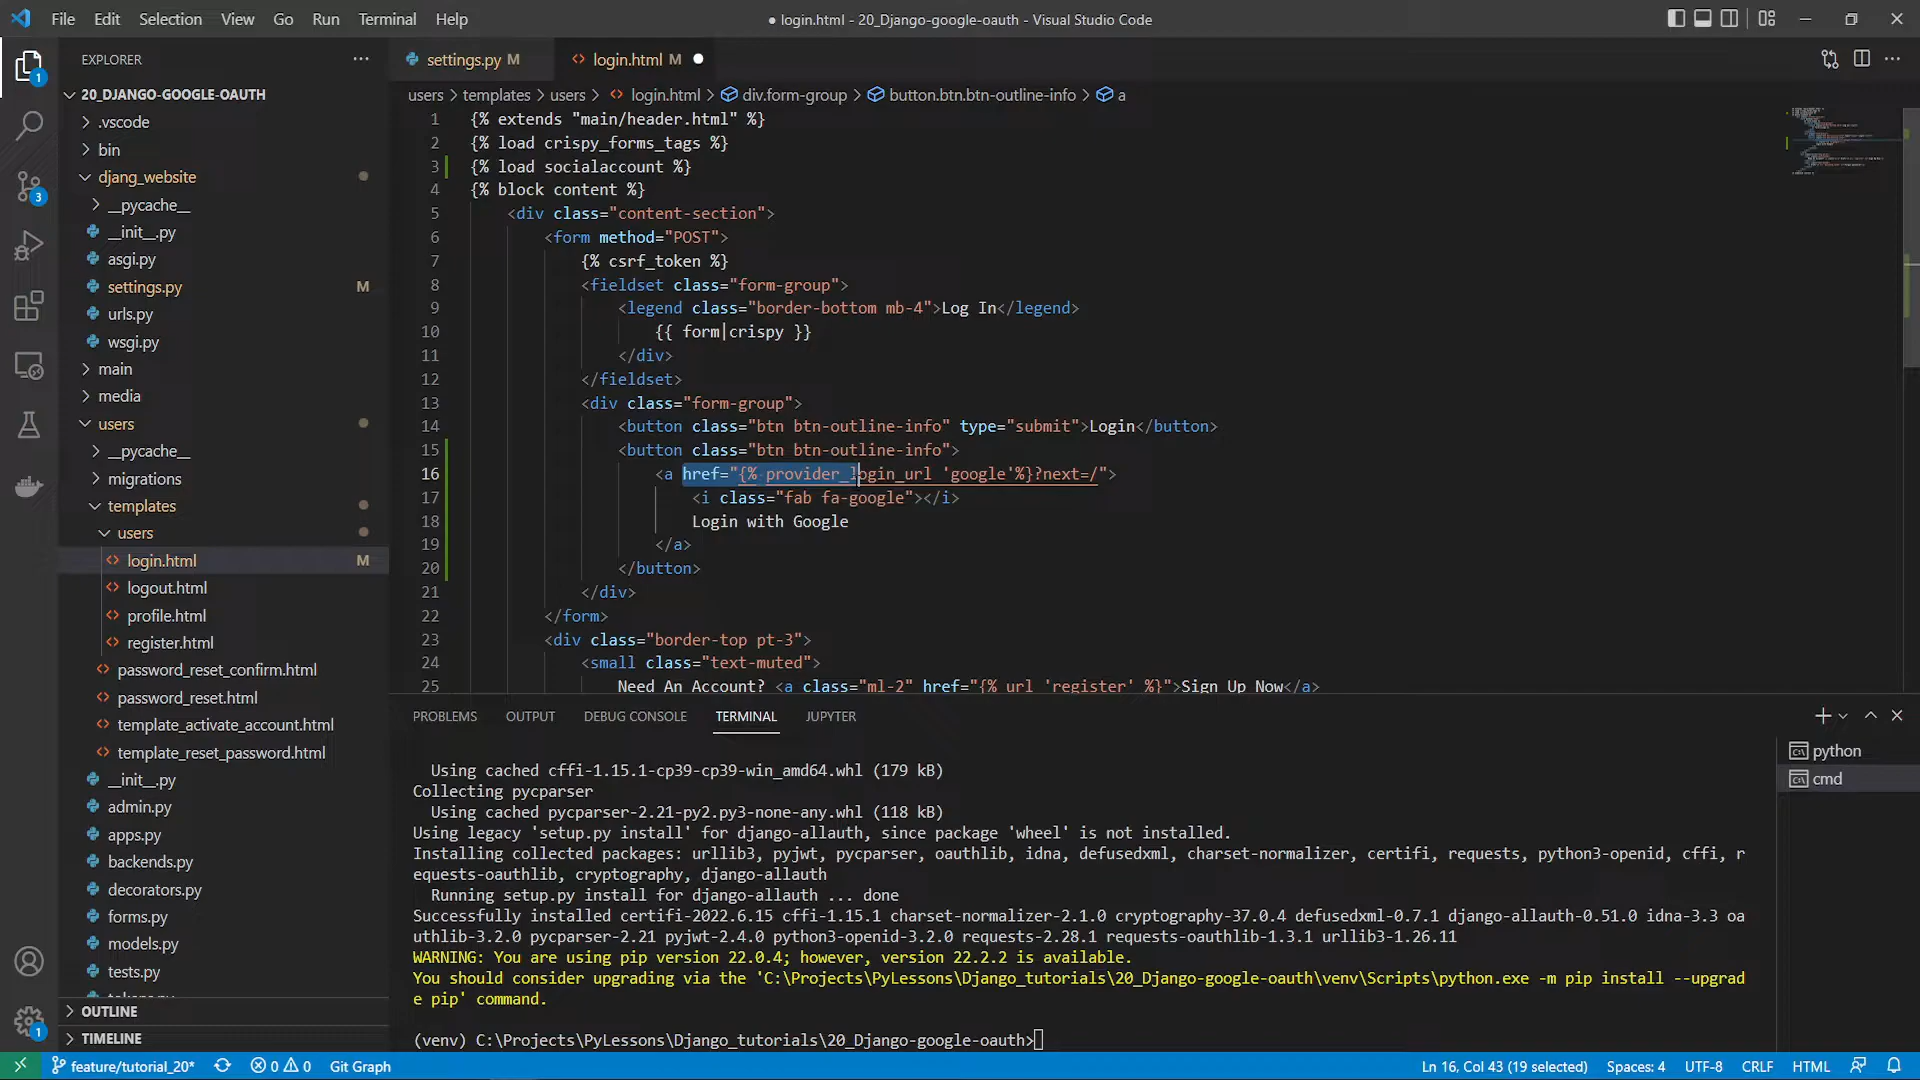 File Edit Selection View Go Run Terminal Help
● login.html - 20_Django-google-oauth - Visual Studio Code
EXPLORER
settings.py M
login.html M
users > templates > users > login.html > div.form-group > button.btn.btn-outline-info > a
20_DJANGO-GOOGLE-OAUTH
.vscode
bin
djang_website
__pycache__
__init__.py
asgi.py
settings.py M
urls.py
wsgi.py
main
media
users
__pycache__
migrations
templates
users
login.html M
logout.html
profile.html
register.html
password_reset_confirm.html
password_reset.html
template_activate_account.html
template_reset_password.html
__init__.py
admin.py
apps.py
backends.py
decorators.py
forms.py
models.py
tests.py
OUTLINE
TIMELINE
1 {% extends "main/header.html" %}
2 {% load crispy_forms_tags %}
3 {% load socialaccount %}
4 {% block content %}
5 <div class="content-section">
6 <form method="POST">
7 {% csrf_token %}
8 <fieldset class="form-group">
9 <legend class="border-bottom mb-4">Log In</legend>
10 {{ form|crispy }}
11 </div>
12 </fieldset>
13 <div class="form-group">
14 <button class="btn btn-outline-info" type="submit">Login</button>
15 <button class="btn btn-outline-info">
16 <a href="{% provider_login_url 'google'%}?next=/">
17 <i class="fab fa-google"></i>
18 Login with Google
19 </a>
20 </button>
21 </div>
22 </form>
23 <div class="border-top pt-3">
24 <small class="text-muted">
25 Need An Account? <a class="ml-2" href="{% url 'register' %}">Sign Up Now</a>
PROBLEMS OUTPUT DEBUG CONSOLE TERMINAL JUPYTER
python
cmd
Using cached cffi-1.15.1-cp39-cp39-win_amd64.whl (179 kB)
Collecting pycparser
Using cached pycparser-2.21-py2.py3-none-any.whl (118 kB)
Using legacy 'setup.py install' for django-allauth, since package 'wheel' is not installed.
Installing collected packages: urllib3, pyjwt, pycparser, oauthlib, idna, defusedxml, charset-normalizer, certifi, requests, python3-openid, cffi, r
equests-oauthlib, cryptography, django-allauth
Running setup.py install for django-allauth ... done
Successfully installed certifi-2022.6.15 cffi-1.15.1 charset-normalizer-2.1.0 cryptography-37.0.4 defusedxml-0.7.1 django-allauth-0.51.0 idna-3.3 oa
uthlib-3.2.0 pycparser-2.21 pyjwt-2.4.0 python3-openid-3.2.0 requests-2.28.1 requests-oauthlib-1.3.1 urllib3-1.26.11
WARNING: You are using pip version 22.0.4; however, version 22.2.2 is available.
You should consider upgrading via the 'C:\Projects\PyLessons\Django_tutorials\20_Django-google-oauth\venv\Scripts\python.exe -m pip install --upgrad
e pip' command.
(venv) C:\Projects\PyLessons\Django_tutorials\20_Django-google-oauth>
1
3
1
feature/tutorial_20* 0 0 Git Graph
Ln 16, Col 43 (19 selected) Spaces: 4 UTF-8 CRLF HTML